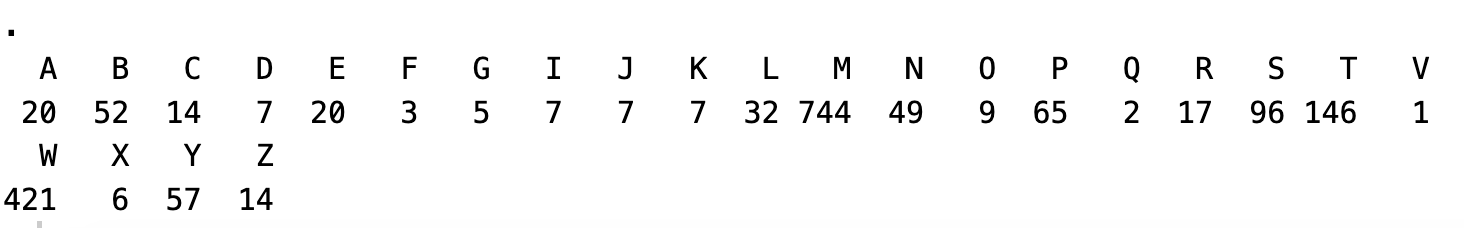 .
A B C D E F G I J K L M N O P Q R S T V
20 52 14 7 20 3 5 7 7 7 32 744 49 9 65 2 17 96 146 1
W X Y Z
421 6 57 14